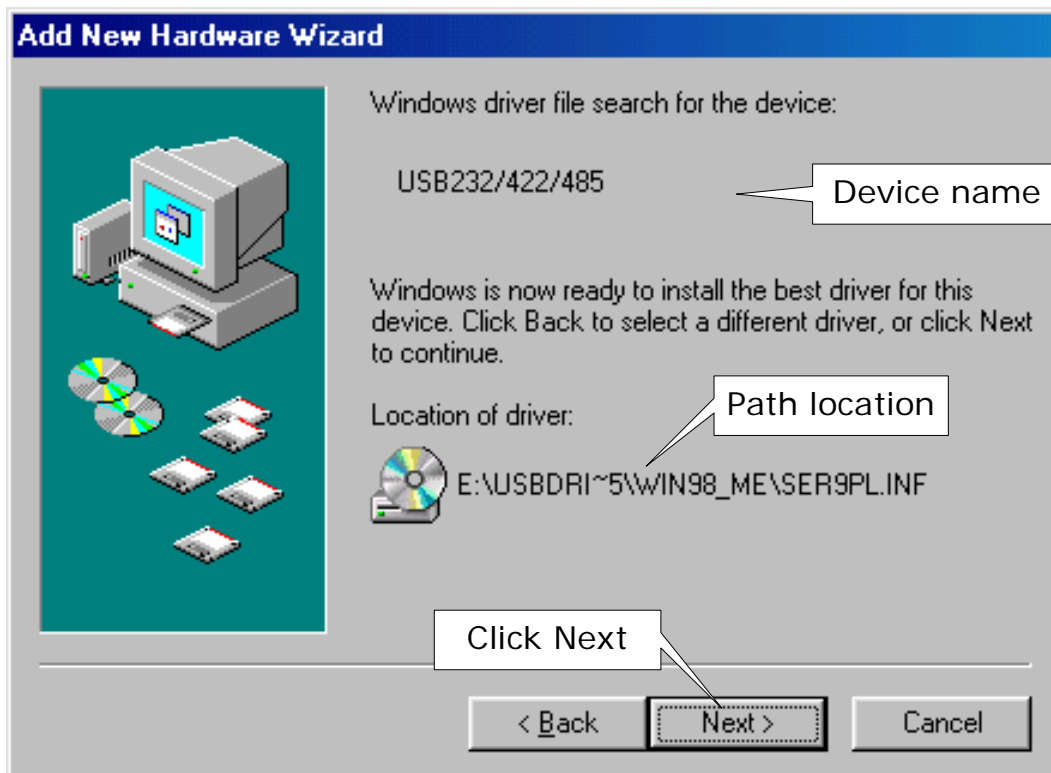 Add New Hardware Wizard
Windows driver file search for the device:
USB232/422/485
Device name
Windows is now ready to install the best driver for this
device. Click Back to select a different driver, or click Next
to continue.
Path location
Location of driver:
E:\USBDRI~5\WIN98_ME\SER9PL.INF
Click Next
< Back
Next >
Cancel